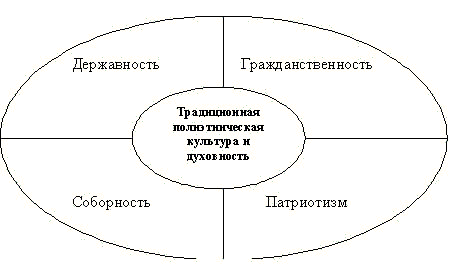 Державность Гражданственность
Традиционная
полиэтническая
культура и
духовность
Соборность Патриотизм